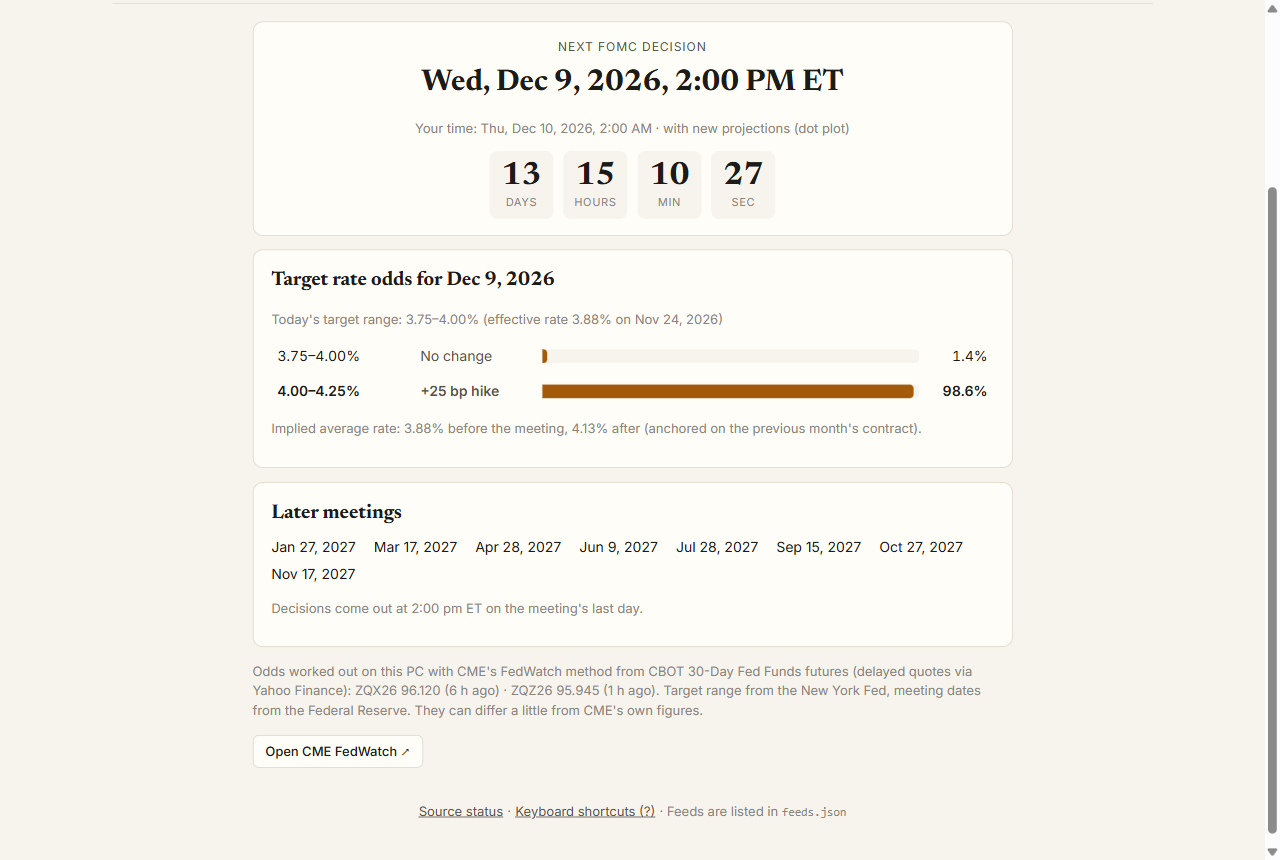 NEXT FOMC DECISION
Wed, Dec 9, 2026, 2:00 PM ET
Your time: Thu, Dec 10, 2026, 2:00 AM · with new projections (dot plot)
13 15 10 27
DAYS HOURS MIN SEC
Target rate odds for Dec 9, 2026
Today's target range: 3.75–4.00% (effective rate 3.88% on Nov 24, 2026)
3.75–4.00% No change 1.4%
4.00–4.25% +25 bp hike 98.6%
Implied average rate: 3.88% before the meeting, 4.13% after (anchored on the previous month's contract).
Later meetings
Jan 27, 2027 Mar 17, 2027 Apr 28, 2027 Jun 9, 2027 Jul 28, 2027 Sep 15, 2027 Oct 27, 2027
Nov 17, 2027
Decisions come out at 2:00 pm ET on the meeting's last day.
Odds worked out on this PC with CME's FedWatch method from CBOT 30-Day Fed Funds futures (delayed quotes via
Yahoo Finance): ZQX26 96.120 (6 h ago) · ZQZ26 95.945 (1 h ago). Target range from the New York Fed, meeting dates
from the Federal Reserve. They can differ a little from CME's own figures.
Open CME FedWatch ↗
Source status · Keyboard shortcuts (?) · Feeds are listed in feeds.json